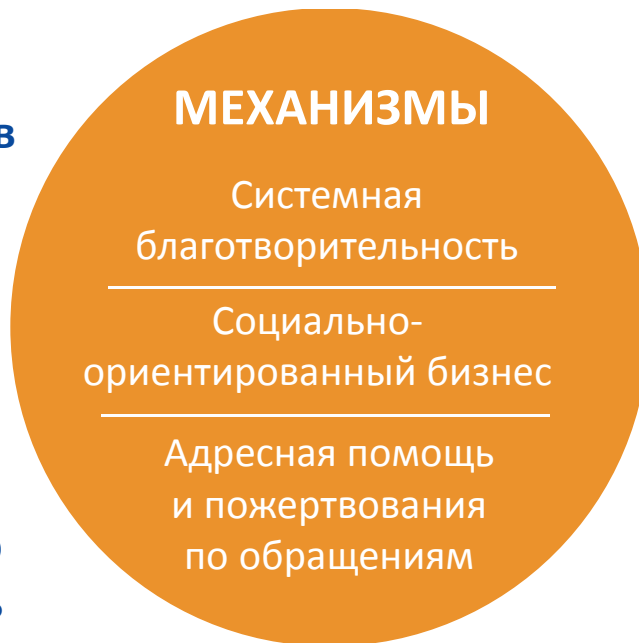 МЕХАНИЗМЫ
в
Системная
благотворительность
Социально-
ориентированный бизнес
Адресная помощь
и пожертвования
по обращениям